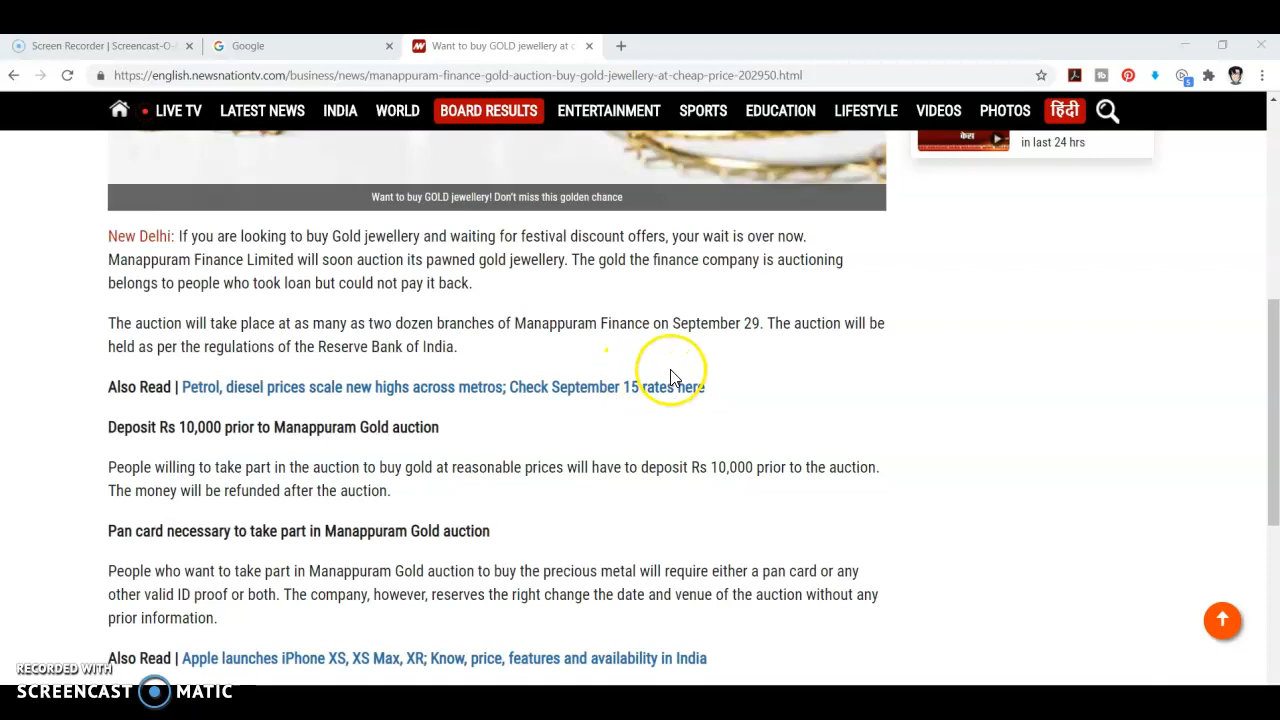 Screen Recorder | Screencast-O-
Google
Want to buy GOLD jewellery at c
https://english.newsnationtv.com/business/news/manappuram-finance-gold-auction-buy-gold-jewellery-at-cheap-price-202950.html
5
LIVE TV LATEST NEWS INDIA WORLD BOARD RESULTS ENTERTAINMENT SPORTS EDUCATION LIFESTYLE VIDEOS PHOTOS हिंदी
केस
in last 24 hrs
Want to buy GOLD jewellery! Don't miss this golden chance
New Delhi: If you are looking to buy Gold jewellery and waiting for festival discount offers, your wait is over now.
Manappuram Finance Limited will soon auction its pawned gold jewellery. The gold the finance company is auctioning
belongs to people who took loan but could not pay it back.
The auction will take place at as many as two dozen branches of Manappuram Finance on September 29. The auction will be
held as per the regulations of the Reserve Bank of India.
Also Read | Petrol, diesel prices scale new highs across metros; Check September 15 rates here
Deposit Rs 10,000 prior to Manappuram Gold auction
People willing to take part in the auction to buy gold at reasonable prices will have to deposit Rs 10,000 prior to the auction.
The money will be refunded after the auction.
Pan card necessary to take part in Manappuram Gold auction
People who want to take part in Manappuram Gold auction to buy the precious metal will require either a pan card or any
other valid ID proof or both. The company, however, reserves the right change the date and venue of the auction without any
prior information.
Also Read | Apple launches iPhone XS, XS Max, XR; Know, price, features and availability in India
RECORDED WITH
SCREENCAST MATIC